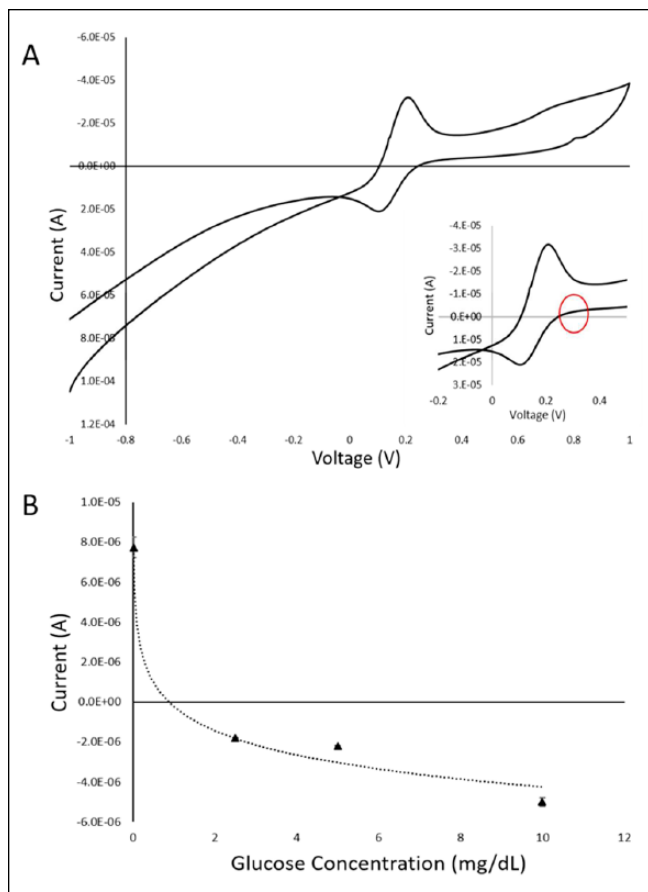 A
-6.0E-05
-4.0E-05
-2.0E-05
0.0E+00
2.0E-05
4.0E-05
6.0E-05
8.0E-05
1.0E-04
1.2E-04
Current (A)
-1 -0.8 -0.6 -0.4 -0.2 0 0.2 0.4 0.6 0.8 1
Voltage (V)
-4.E-05
-3.E-05
-2.E-05
-1.E-05
0.E+00
1.E-05
2.E-05
3.E-05
Current (A)
-0.2 0 0.2 0.4
Voltage (V)
B
1.0E-05
8.0E-06
6.0E-06
4.0E-06
2.0E-06
0.0E+00
-2.0E-06
-4.0E-06
-6.0E-06
Current (A)
0 2 4 6 8 10 12
Glucose Concentration (mg/dL)